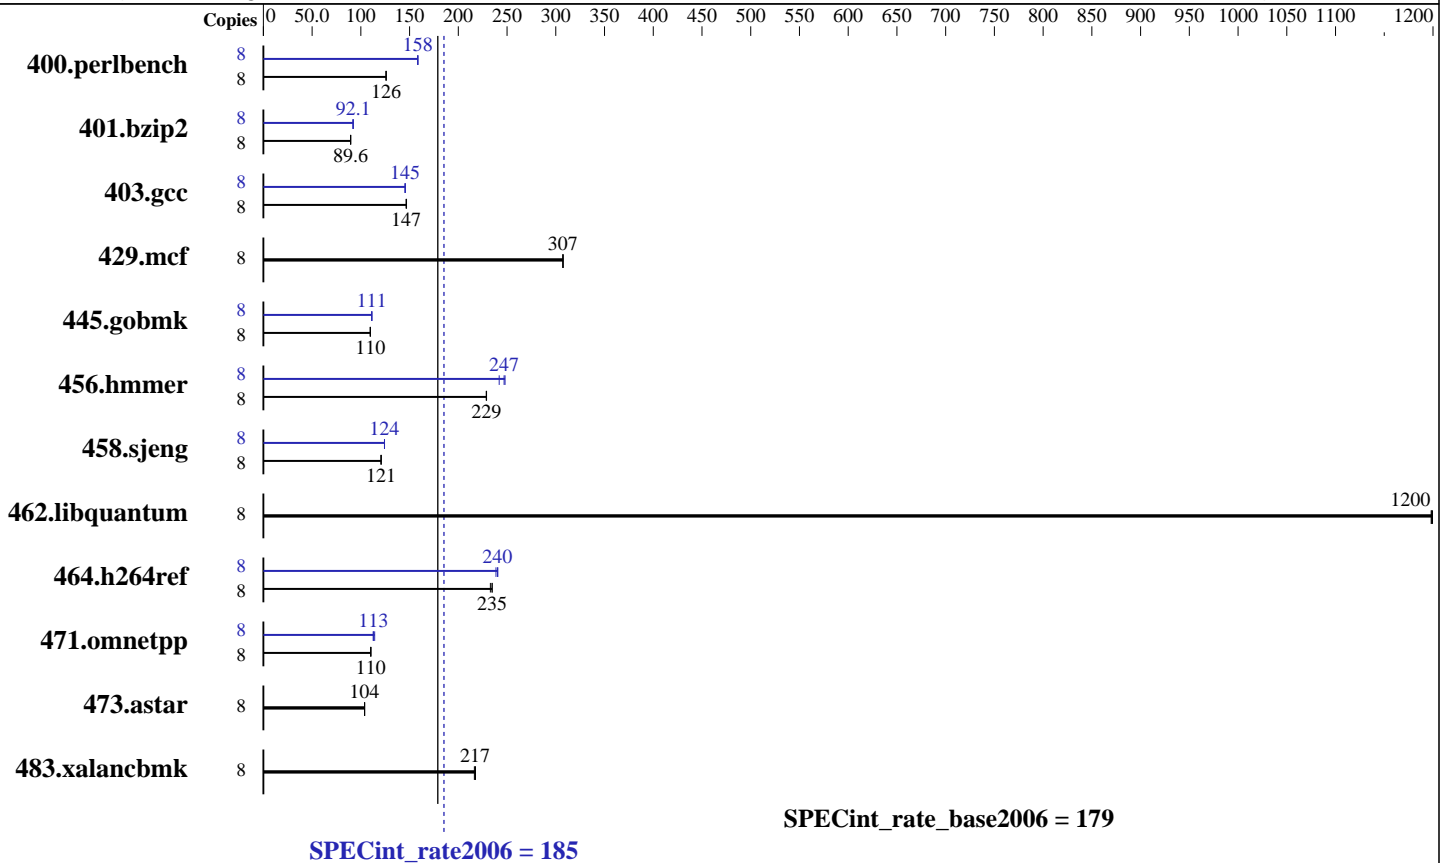 Copies 0 50.0 100 150 200 250 300 350 400 450 500 550 600 650 700 750 800 850 900 950 1000 1050 1100 1200
400.perlbench 8 158
8 126
401.bzip2 8 92.1
8 89.6
403.gcc 8 145
8 147
429.mcf 8 307
445.gobmk 8 111
8 110
456.hmmer 8 247
8 229
458.sjeng 8 124
8 121
462.libquantum 8 1200
464.h264ref 8 240
8 235
471.omnetpp 8 113
8 110
473.astar 8 104
483.xalancbmk 8 217
SPECint_rate_base2006 = 179
SPECint_rate2006 = 185